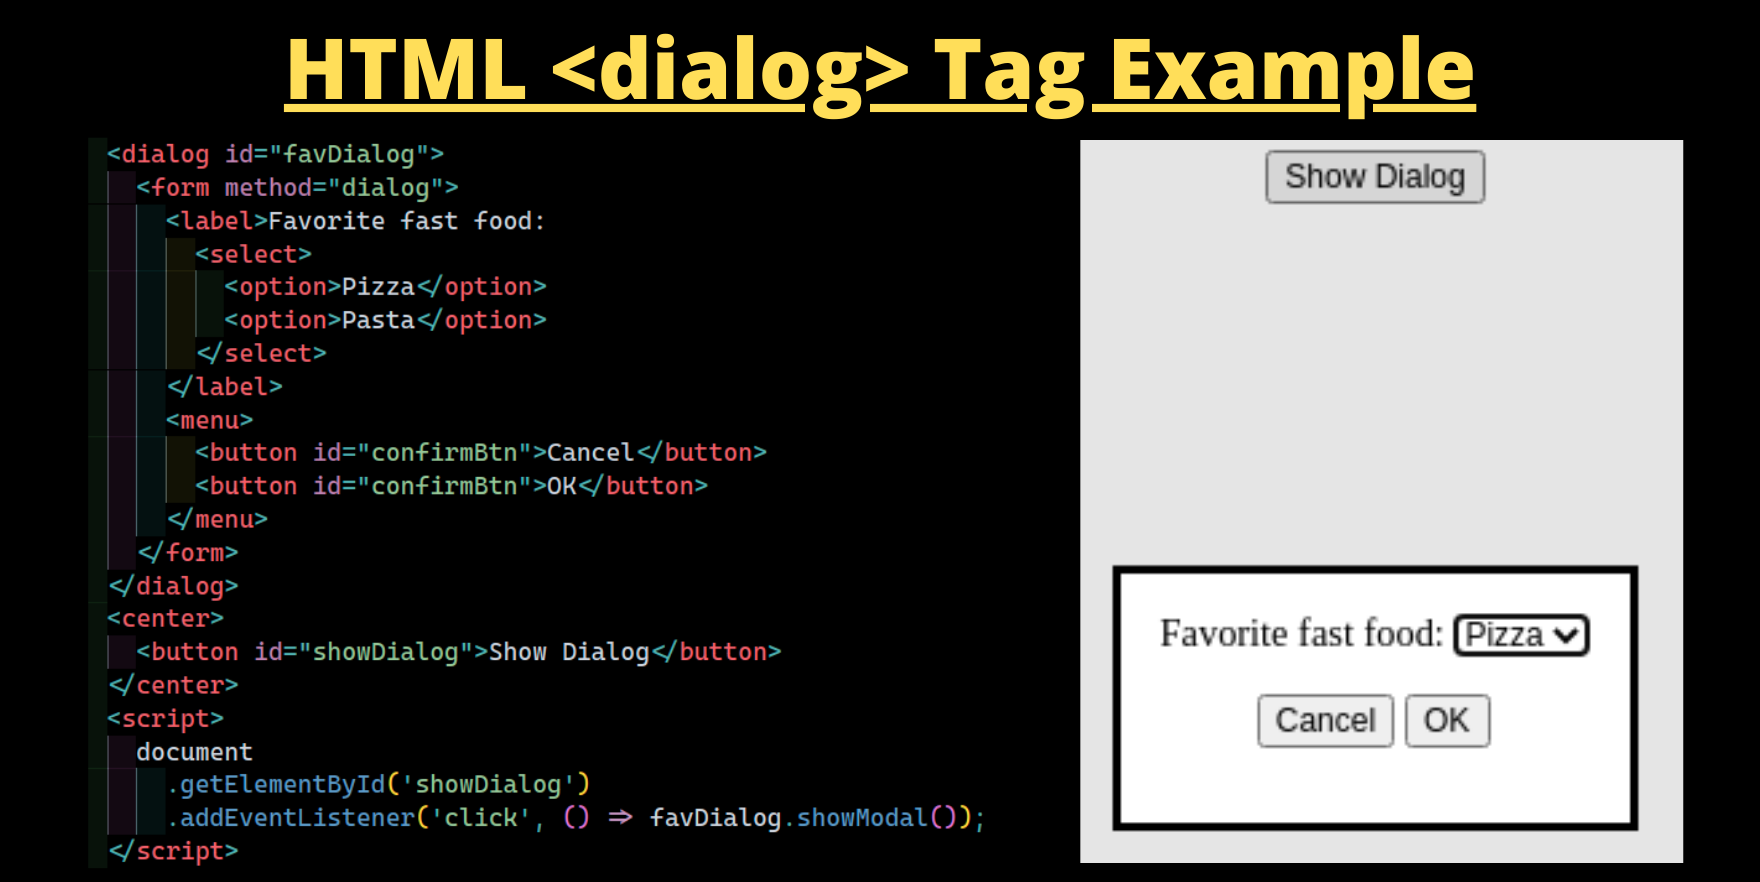 HTML <dialog> Tag Example
<dialog id="favDialog">
<form method="dialog">
<label>Favorite fast food:
<select>
<option>Pizza</option>
<option>Pasta</option>
</select>
</label>
<menu>
<button id="confirmBtn">Cancel</button>
<button id="confirmBtn">OK</button>
</menu>
</form>
</dialog>
<center>
<button id="showDialog">Show Dialog</button>
</center>
<script>
document
.getElementById('showDialog')
.addEventListener('click', () => favDialog.showModal());
</script>
Show Dialog
Favorite fast food: Pizza
Cancel OK